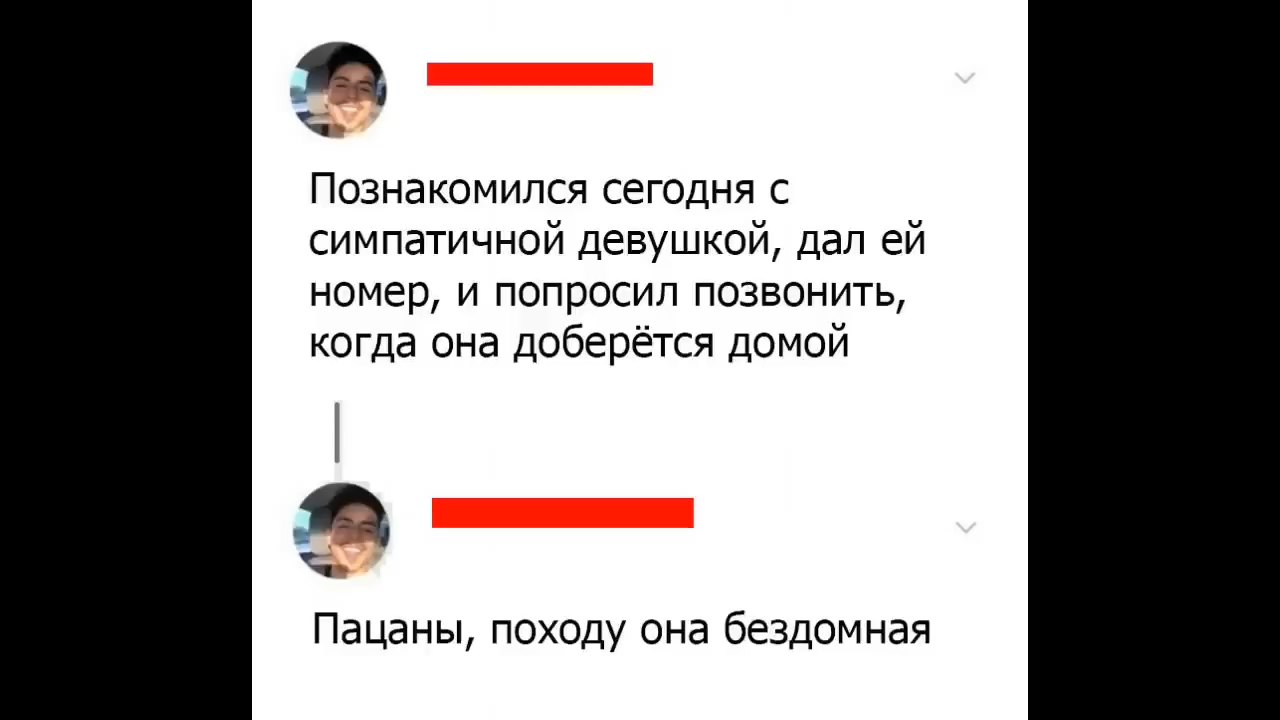 Познакомился сегодня с
симпатичной девушкой, дал ей
номер, и попросил позвонить,
когда она доберётся домой
Пацаны, походу она бездомная